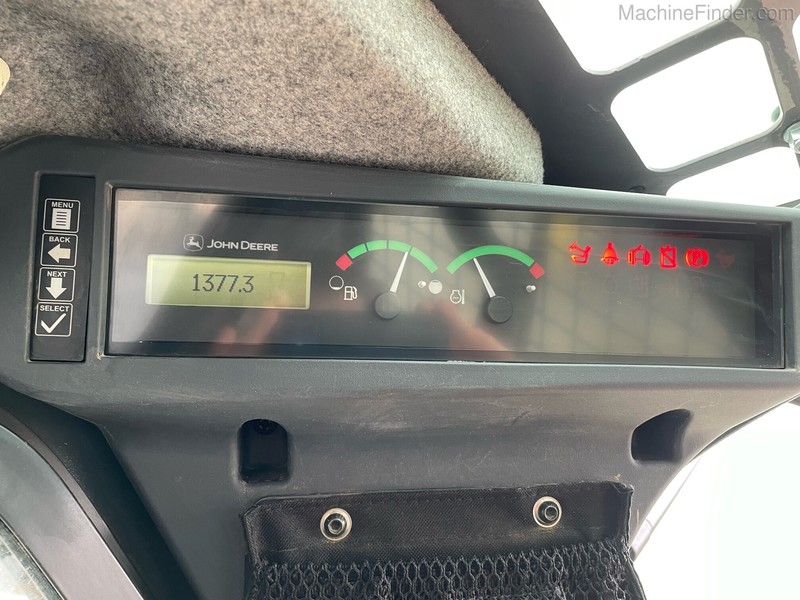 MachineFinder.com
MENU
BACK
NEXT
SELECT
JOHN DEERE
1377.3
P